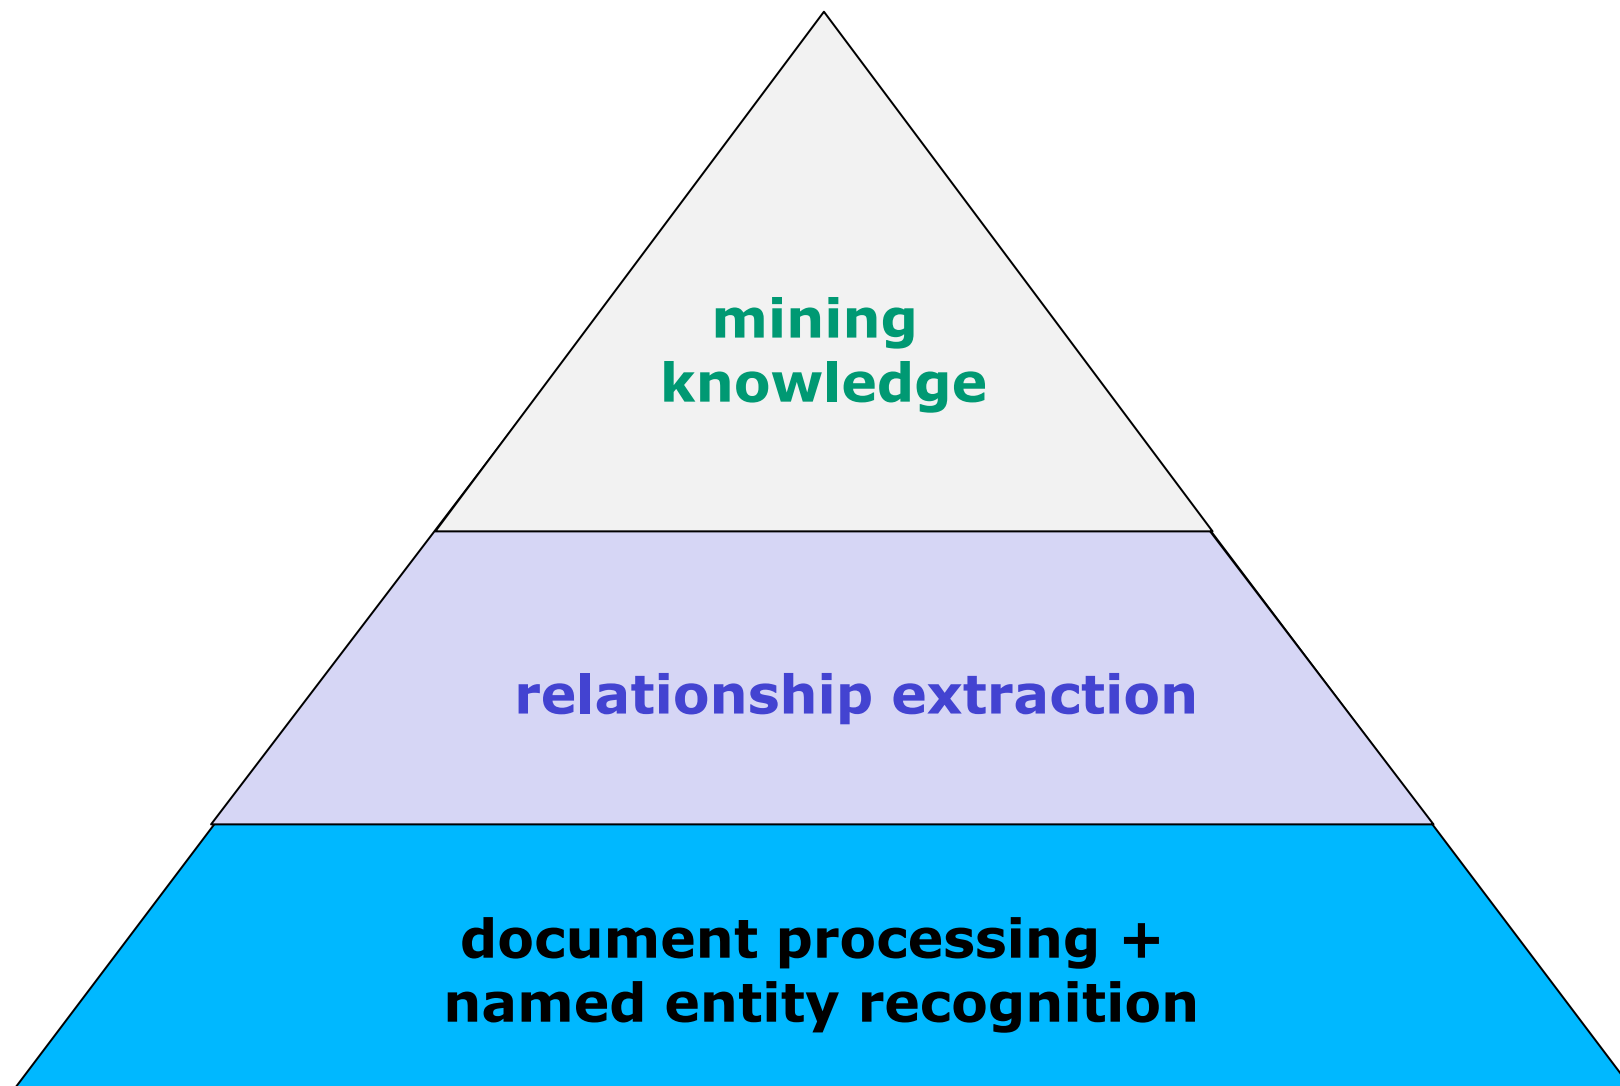 mining
knowledge
relationship extraction
document processing +
named entity recognition